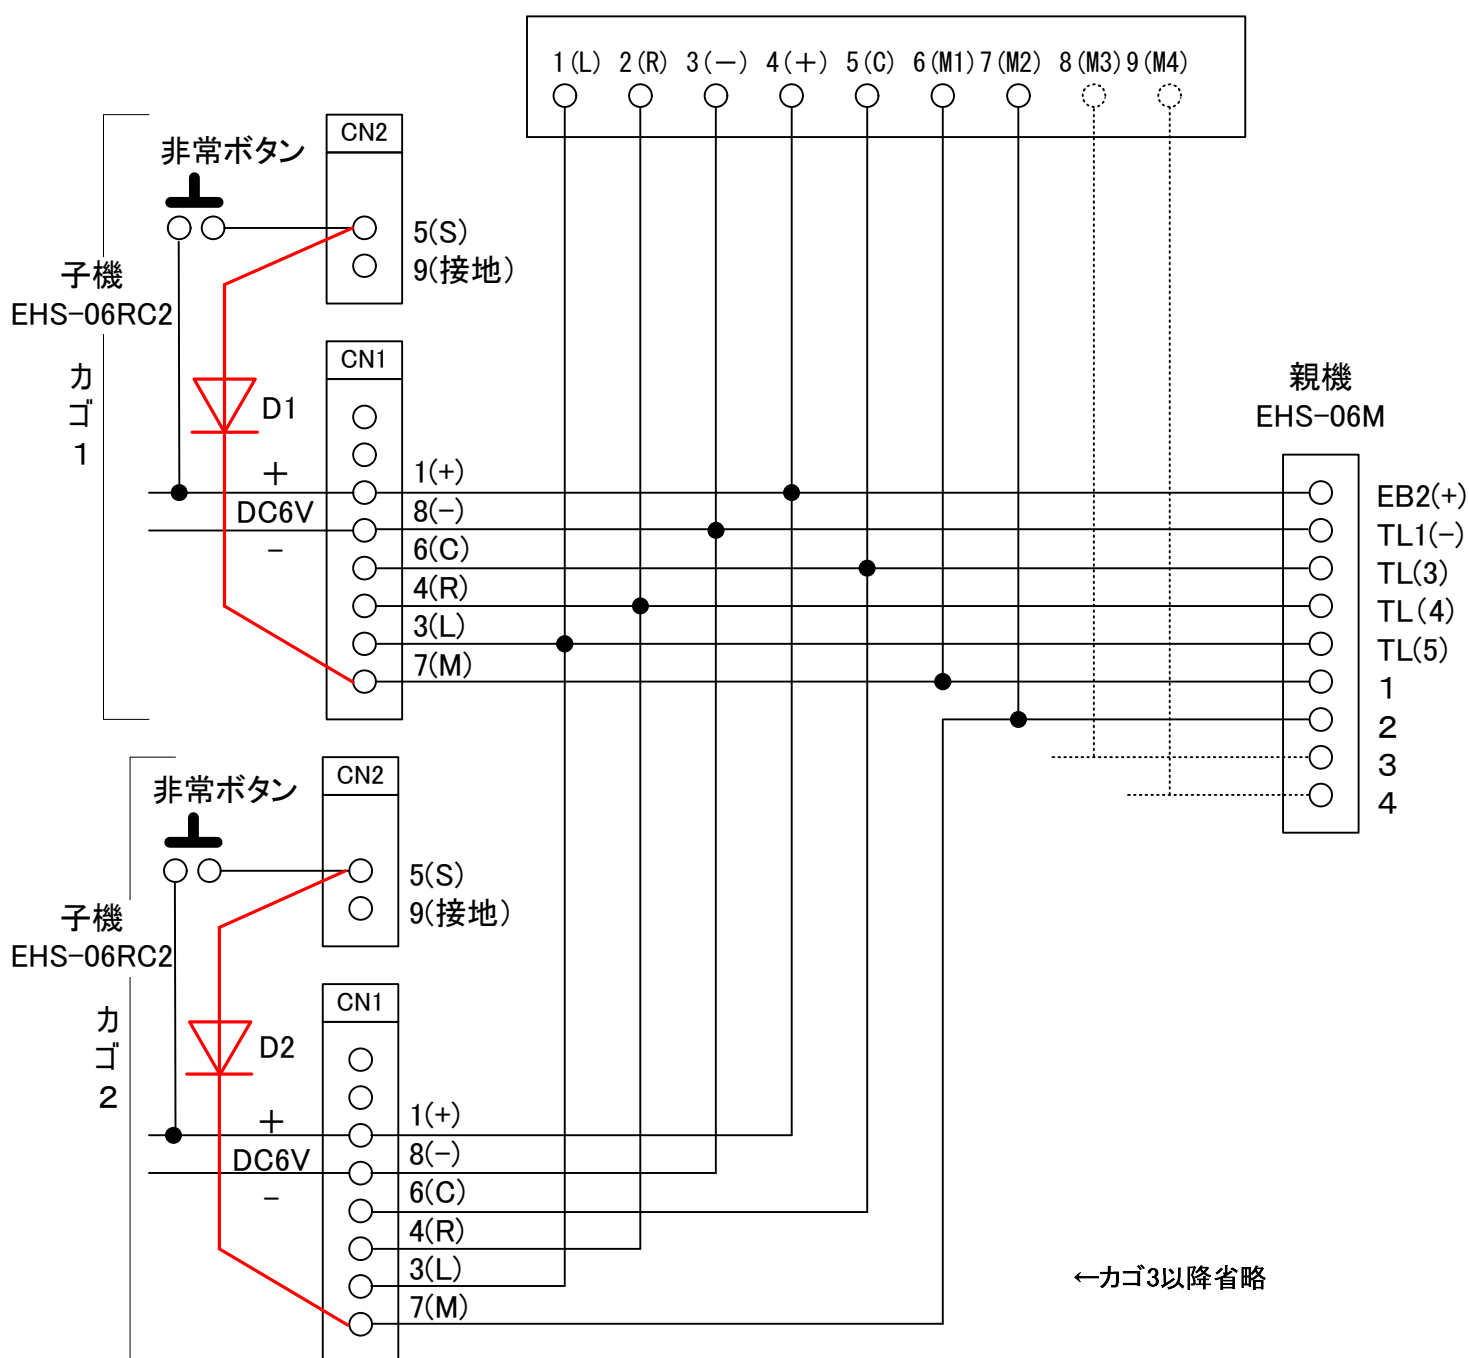 1(L) 2(R) 3(－) 4(＋) 5(C) 6(M1) 7(M2) 8(M3) 9(M4)
CN2
非常ボタン
5(S)
9(接地)
子機
EHS-06RC2
カゴ1
CN1
D1
+
DC6V
-
1(+)
8(-)
6(C)
4(R)
3(L)
7(M)
親機
EHS-06M
EB2(+)
TL1(-)
TL(3)
TL(4)
TL(5)
1
2
3
4
CN2
非常ボタン
5(S)
9(接地)
子機
EHS-06RC2
カゴ2
CN1
D2
+
DC6V
-
1(+)
8(-)
6(C)
4(R)
3(L)
7(M)
←カゴ3以降省略